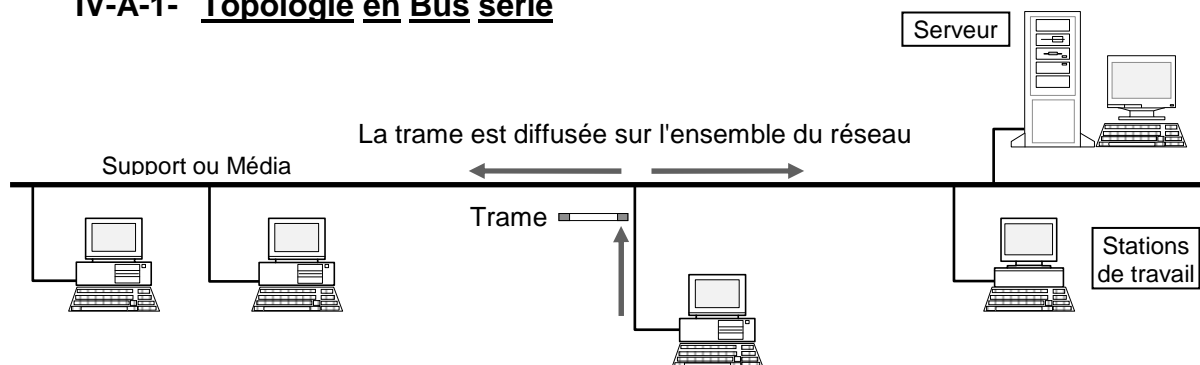 IV-A-1- Topologie en Bus série
Serveur
La trame est diffusée sur l'ensemble du réseau
Support ou Média
Trame
Stations
de travail